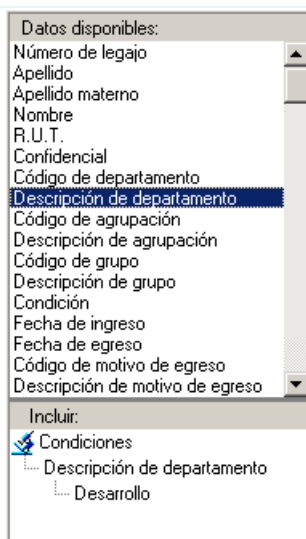 Datos disponibles:
Número de legajo
Apellido
Apellido materno
Nombre
R.U.T.
Confidencial
Código de departamento
Descripción de departamento
Código de agrupación
Descripción de agrupación
Código de grupo
Descripción de grupo
Condición
Fecha de ingreso
Fecha de egreso
Código de motivo de egreso
Descripción de motivo de egreso
Incluir:
Condiciones
Descripción de departamento
Desarrollo